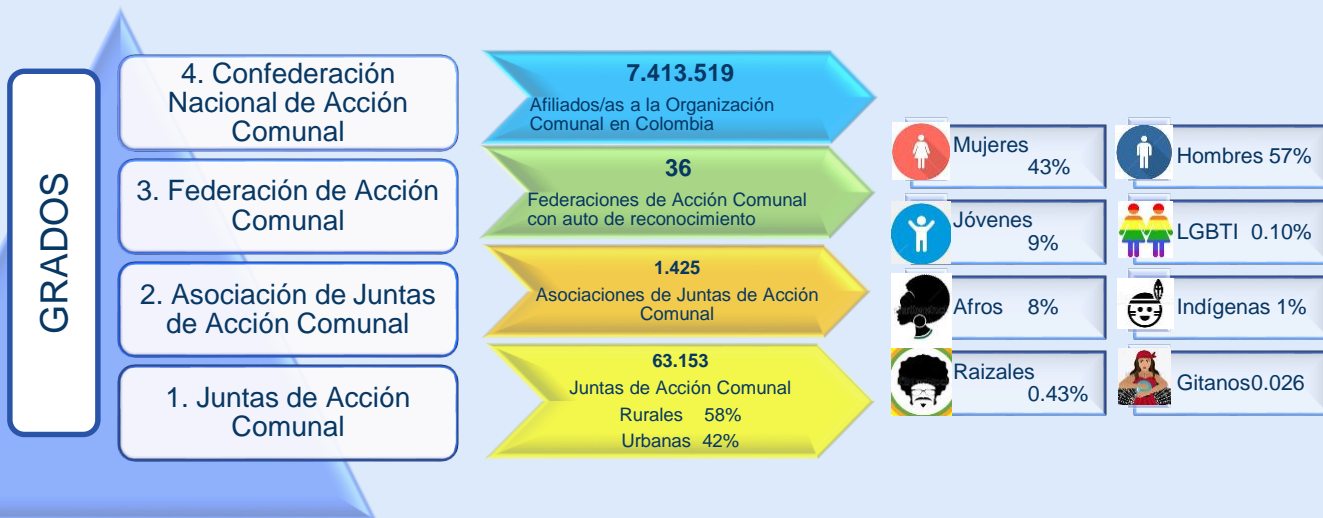 GRADOS
4. Confederación
Nacional de Acción
Comunal
3. Federación de Acción
Comunal
2. Asociación de Juntas
de Acción Comunal
1. Juntas de Acción
Comunal
7.413.519
Afiliados/as a la Organización
Comunal en Colombia
36
Federaciones de Acción Comunal
con auto de reconocimiento
1.425
Asociaciones de Juntas de Acción
Comunal
63.153
Juntas de Acción Comunal
Rurales 58%
Urbanas 42%
Mujeres
43%
Hombres 57%
Jóvenes
9%
LGBTI 0.10%
Afros 8%
Indígenas 1%
Raizales
0.43%
Gitanos0.026